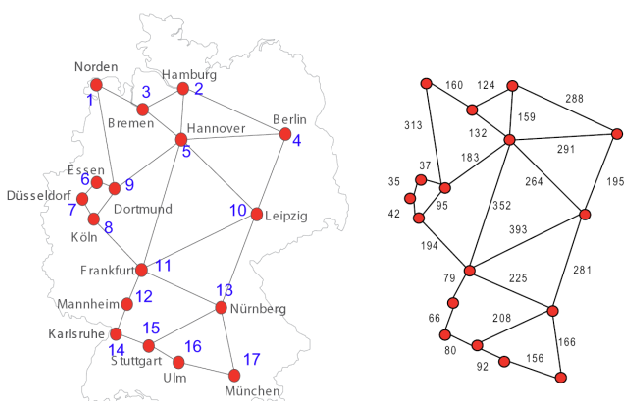 Norden
1
3
Bremen
Hamburg
2
Berlin
4
Hannover
5
Essen
6
9
Düsseldorf
7
Dortmund
8
Köln
10
Leipzig
Frankfurt
11
Mannheim
12
13
Nürnberg
Karlsruhe
14
15
Stuttgart
16
Ulm
17
München
160
124
288
159
132
313
291
183
37
35
95
42
264
195
352
393
194
79
225
281
66
208
80
166
92
156